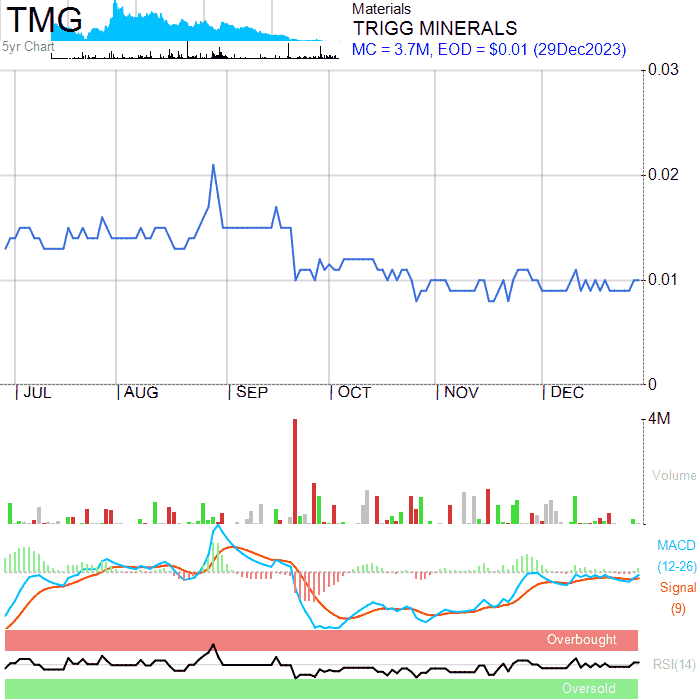 TMG
5yr Chart
Materials
TRIGG MINERALS
MC = 3.7M, EOD = $0.01 (29Dec2023)
0.03
0.02
0.01
0
JUL AUG SEP OCT NOV DEC
4M
Volume
MACD
(12-26)
Signal
(9)
Overbought
RSI(14)
Oversold